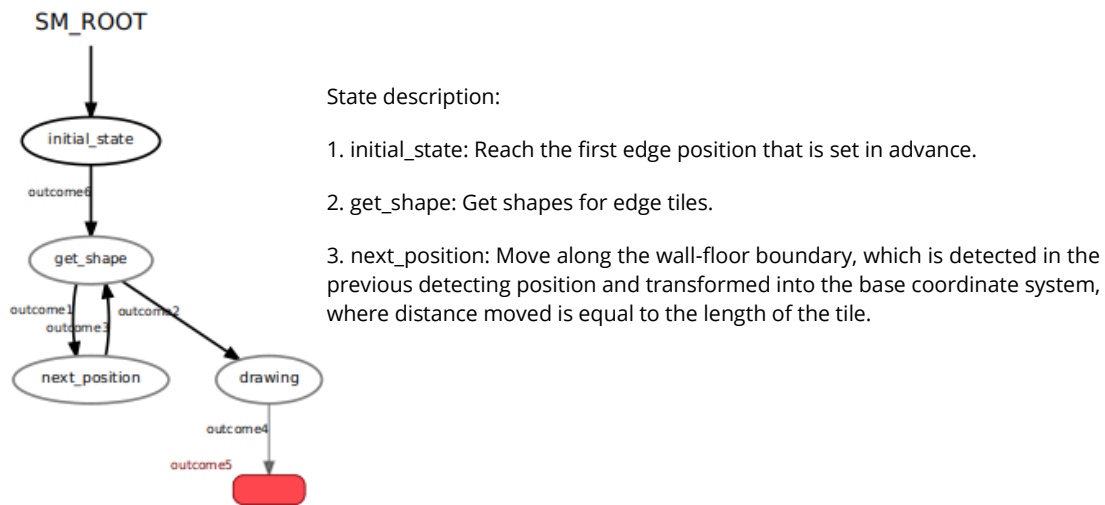 SM_ROOT
initial_state
outcome6
get_shape
outcome1
outcome3
outcome2
next_position
drawing
outcome4
outcome5
State description:
1. initial_state: Reach the first edge position that is set in advance.
2. get_shape: Get shapes for edge tiles.
3. next_position: Move along the wall-floor boundary, which is detected in the
previous detecting position and transformed into the base coordinate system,
where distance moved is equal to the length of the tile.